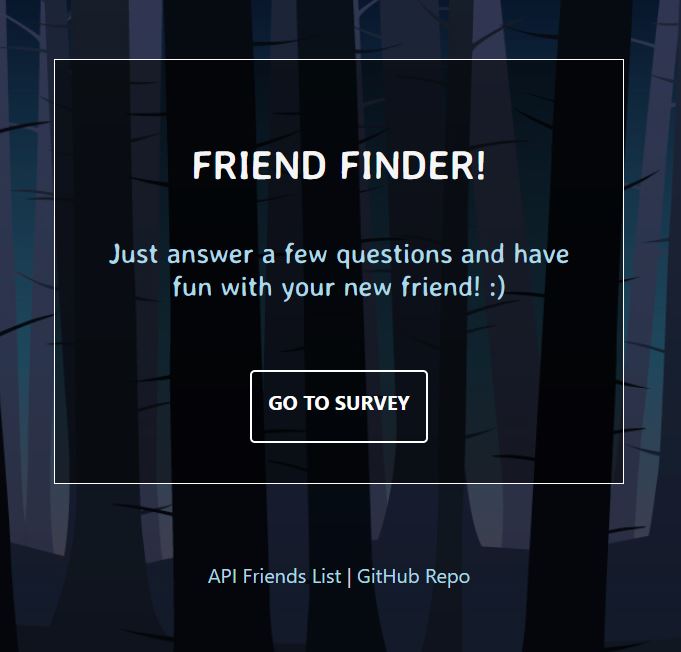 FRIEND FINDER!
Just answer a few questions and have
fun with your new friend! :)
GO TO SURVEY
API Friends List | GitHub Repo